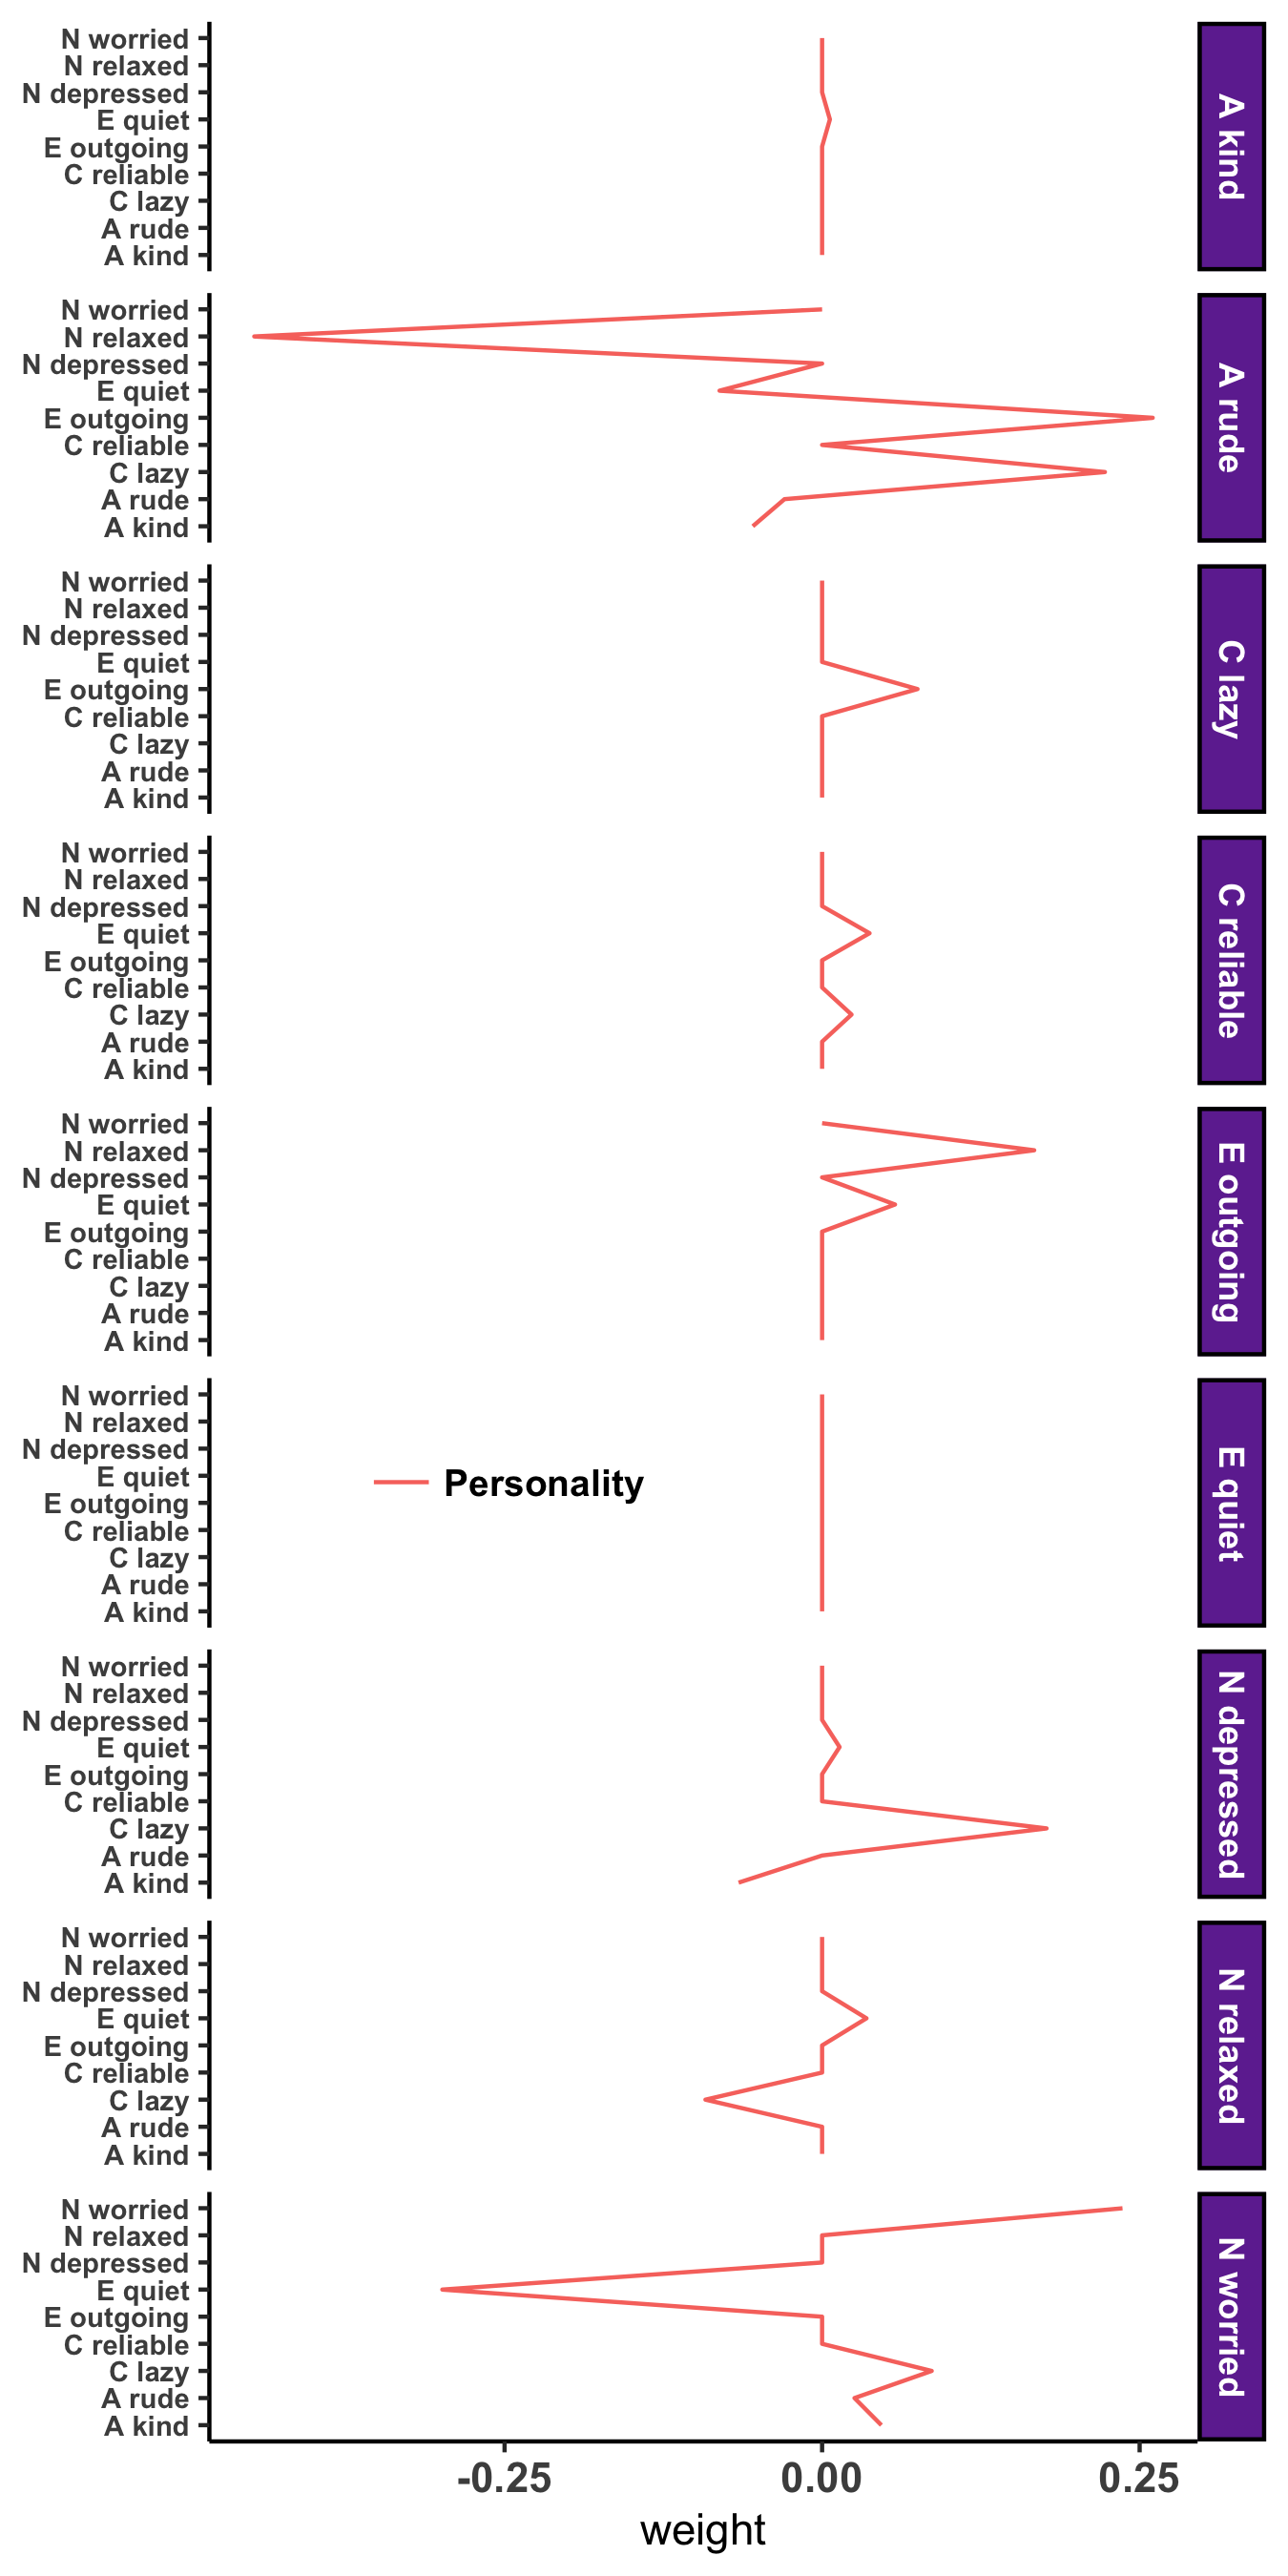 N worried
N relaxed
N depressed
E quiet
E outgoing
C reliable
C lazy
A rude
A kind
A kind
N worried
N relaxed
N depressed
E quiet
E outgoing
C reliable
C lazy
A rude
A kind
A rude
N worried
N relaxed
N depressed
E quiet
E outgoing
C reliable
C lazy
A rude
A kind
C lazy
N worried
N relaxed
N depressed
E quiet
E outgoing
C reliable
C lazy
A rude
A kind
C reliable
N worried
N relaxed
N depressed
E quiet
E outgoing
C reliable
C lazy
A rude
A kind
E outgoing
N worried
N relaxed
N depressed
E quiet
E outgoing
C reliable
C lazy
A rude
A kind
Personality
E quiet
N worried
N relaxed
N depressed
E quiet
E outgoing
C reliable
C lazy
A rude
A kind
N depressed
N worried
N relaxed
N depressed
E quiet
E outgoing
C reliable
C lazy
A rude
A kind
N relaxed
N worried
N relaxed
N depressed
E quiet
E outgoing
C reliable
C lazy
A rude
A kind
N worried
-0.25 0.00 0.25
weight